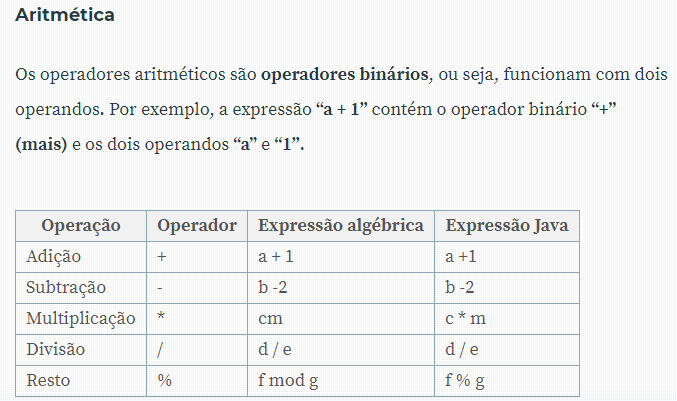 Aritmética
Os operadores aritméticos são operadores binários, ou seja, funcionam com dois
operandos. Por exemplo, a expressão “a + 1” contém o operador binário “+”
(mais) e os dois operandos “a” e “1”.
Operação Operador Expressão algébrica Expressão Java
Adição + a + 1 a +1
Subtração - b -2 b -2
Multiplicação * cm c * m
Divisão / d / e d / e
Resto % f mod g f % g